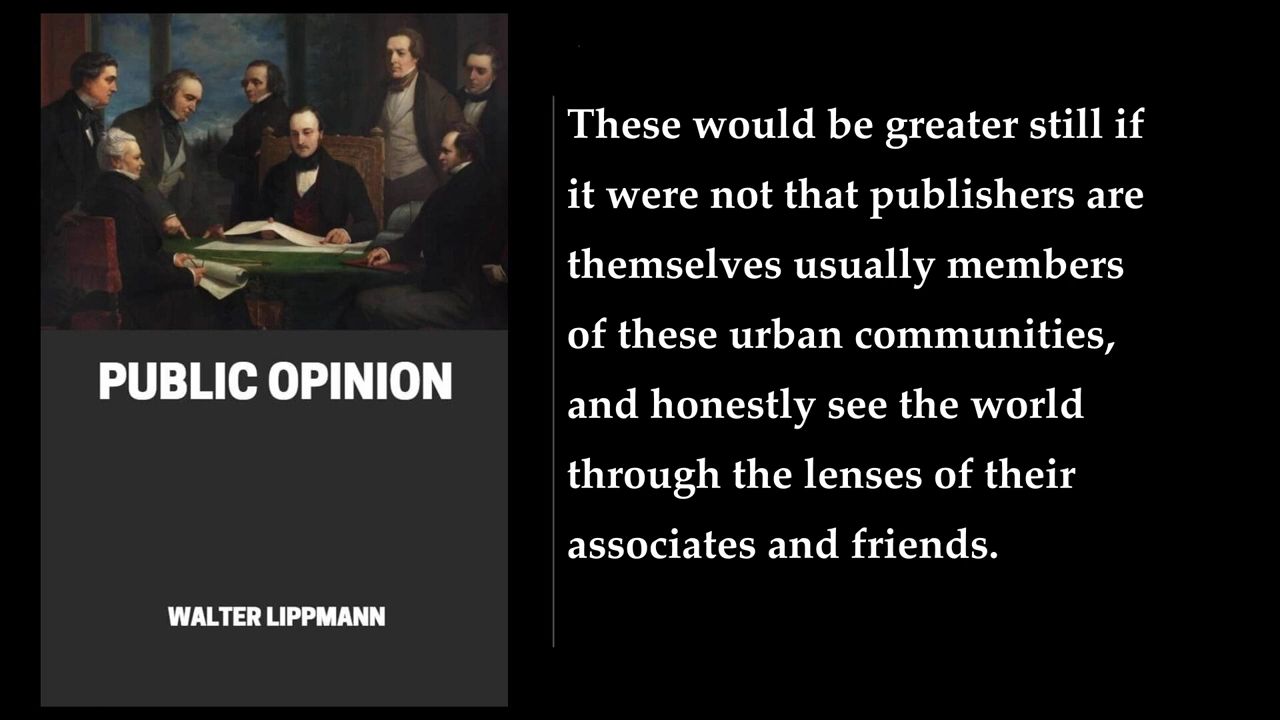 PUBLIC OPINION
WALTER LIPPMANN
These would be greater still if
it were not that publishers are
themselves usually members
of these urban communities,
and honestly see the world
through the lenses of their
associates and friends.